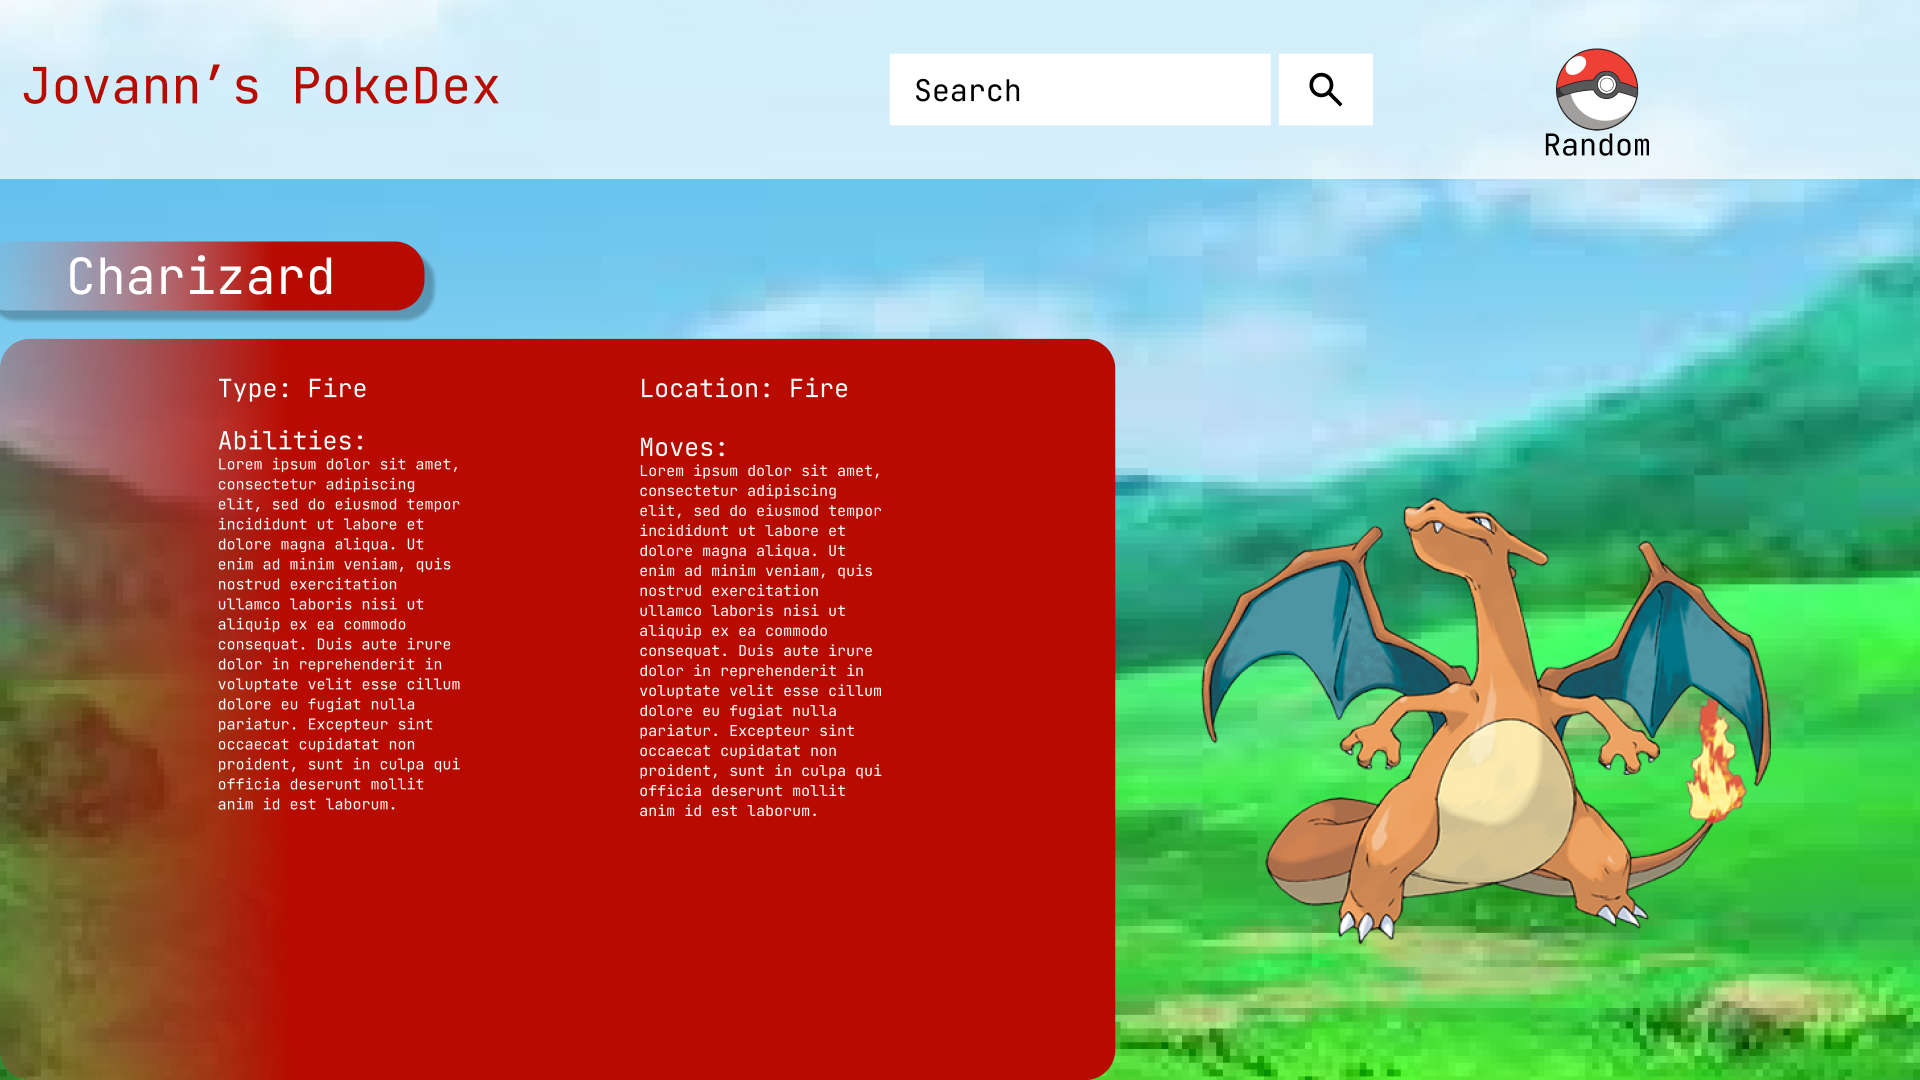 Jovann’s PokeDex
Search
Random
Charizard
Type: Fire
Abilities:
Lorem ipsum dolor sit amet,
consectetur adipiscing
elit, sed do eiusmod tempor
incididunt ut labore et
dolore magna aliqua. Ut
enim ad minim veniam, quis
nostrud exercitation
ullamco laboris nisi ut
aliquip ex ea commodo
consequat. Duis aute irure
dolor in reprehenderit in
voluptate velit esse cillum
dolore eu fugiat nulla
pariatur. Excepteur sint
occaecat cupidatat non
proident, sunt in culpa qui
officia deserunt mollit
anim id est laborum.
Location: Fire
Moves:
Lorem ipsum dolor sit amet,
consectetur adipiscing
elit, sed do eiusmod tempor
incididunt ut labore et
dolore magna aliqua. Ut
enim ad minim veniam, quis
nostrud exercitation
ullamco laboris nisi ut
aliquip ex ea commodo
consequat. Duis aute irure
dolor in reprehenderit in
voluptate velit esse cillum
dolore eu fugiat nulla
pariatur. Excepteur sint
occaecat cupidatat non
proident, sunt in culpa qui
officia deserunt mollit
anim id est laborum.